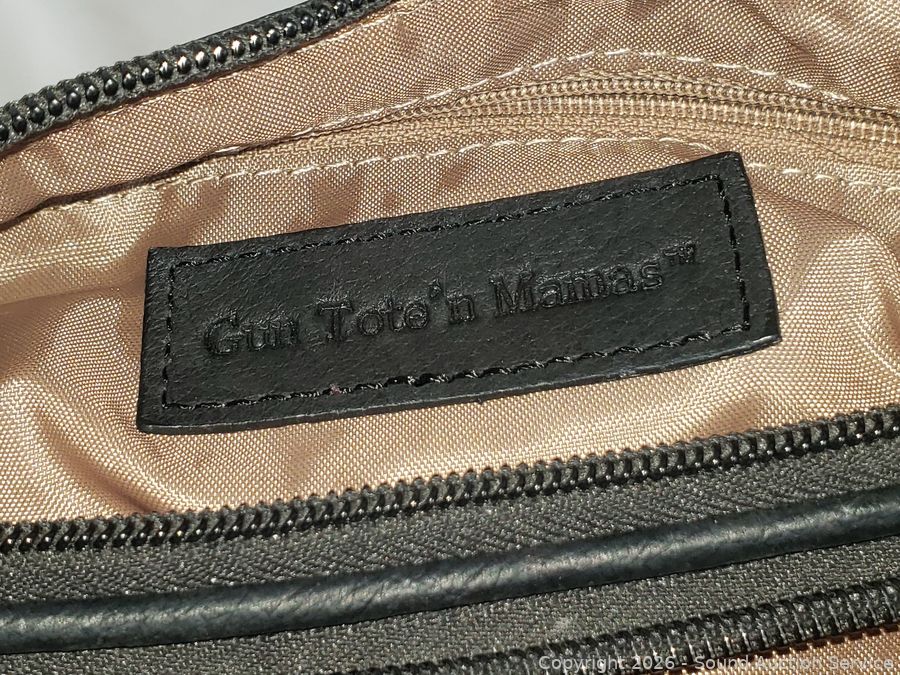 Gun Tote'n Mamas™
Copyright 2026 - Sound Auction Service